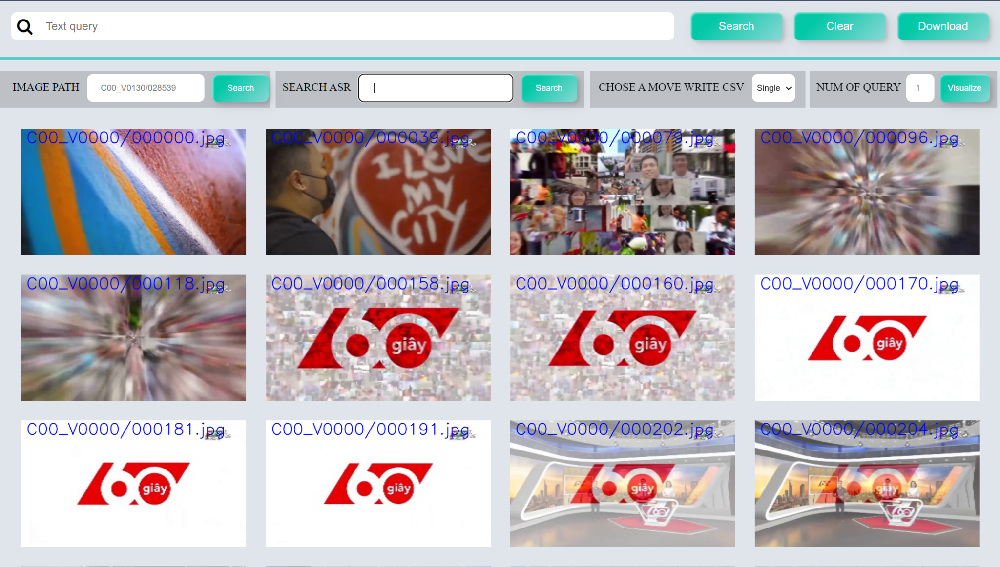 Text query
Search
Clear
Download
IMAGE PATH
C00_V0130/028539
Search
SEARCH ASR
Search
CHOSE A MOVE WRITE CSV
Single
NUM OF QUERY
1
Visualize
C00_V0000/000000.jpg
C00_V0000/000039.jpg
I LOVE
MY
CITY
C00_V0000/000079.jpg
C00_V0000/000096.jpg
C00_V0000/000118.jpg
C00_V0000/000158.jpg
60
giây
C00_V0000/000160.jpg
60
giây
C00_V0000/000170.jpg
60
giây
C00_V0000/000181.jpg
60
giây
C00_V0000/000191.jpg
60
giây
C00_V0000/000202.jpg
60
giây
60
C00_V0000/000204.jpg
60
giây
60